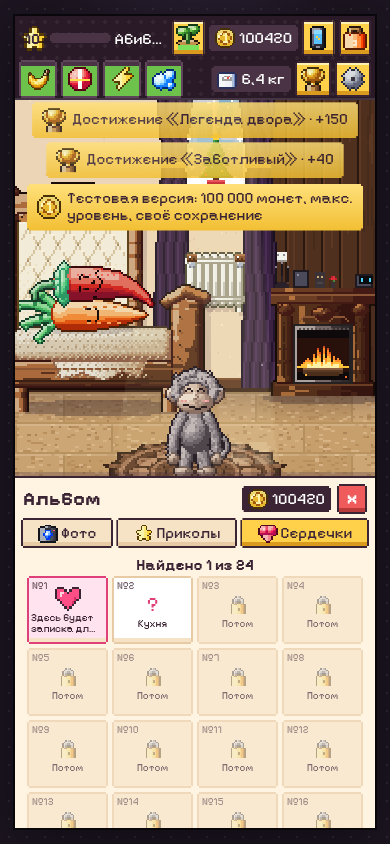 10
Абив...
100420
6,4 кг
Достижение «Легенда двора» · +150
Достижение «Заботливый» · +40
Тестовая версия: 100 000 монет, макс.
уровень, своё сохранение
Альбом
100420
Фото
Приколы
Сердечки
Найдено 1 из 24
№1
Здесь будет
записка дл...
№2
?
Кухня
№3
Потом
№4
Потом
№5
Потом
№6
Потом
№7
Потом
№8
Потом
№9
Потом
№10
Потом
№11
Потом
№12
Потом
№13
№14
№15
№16